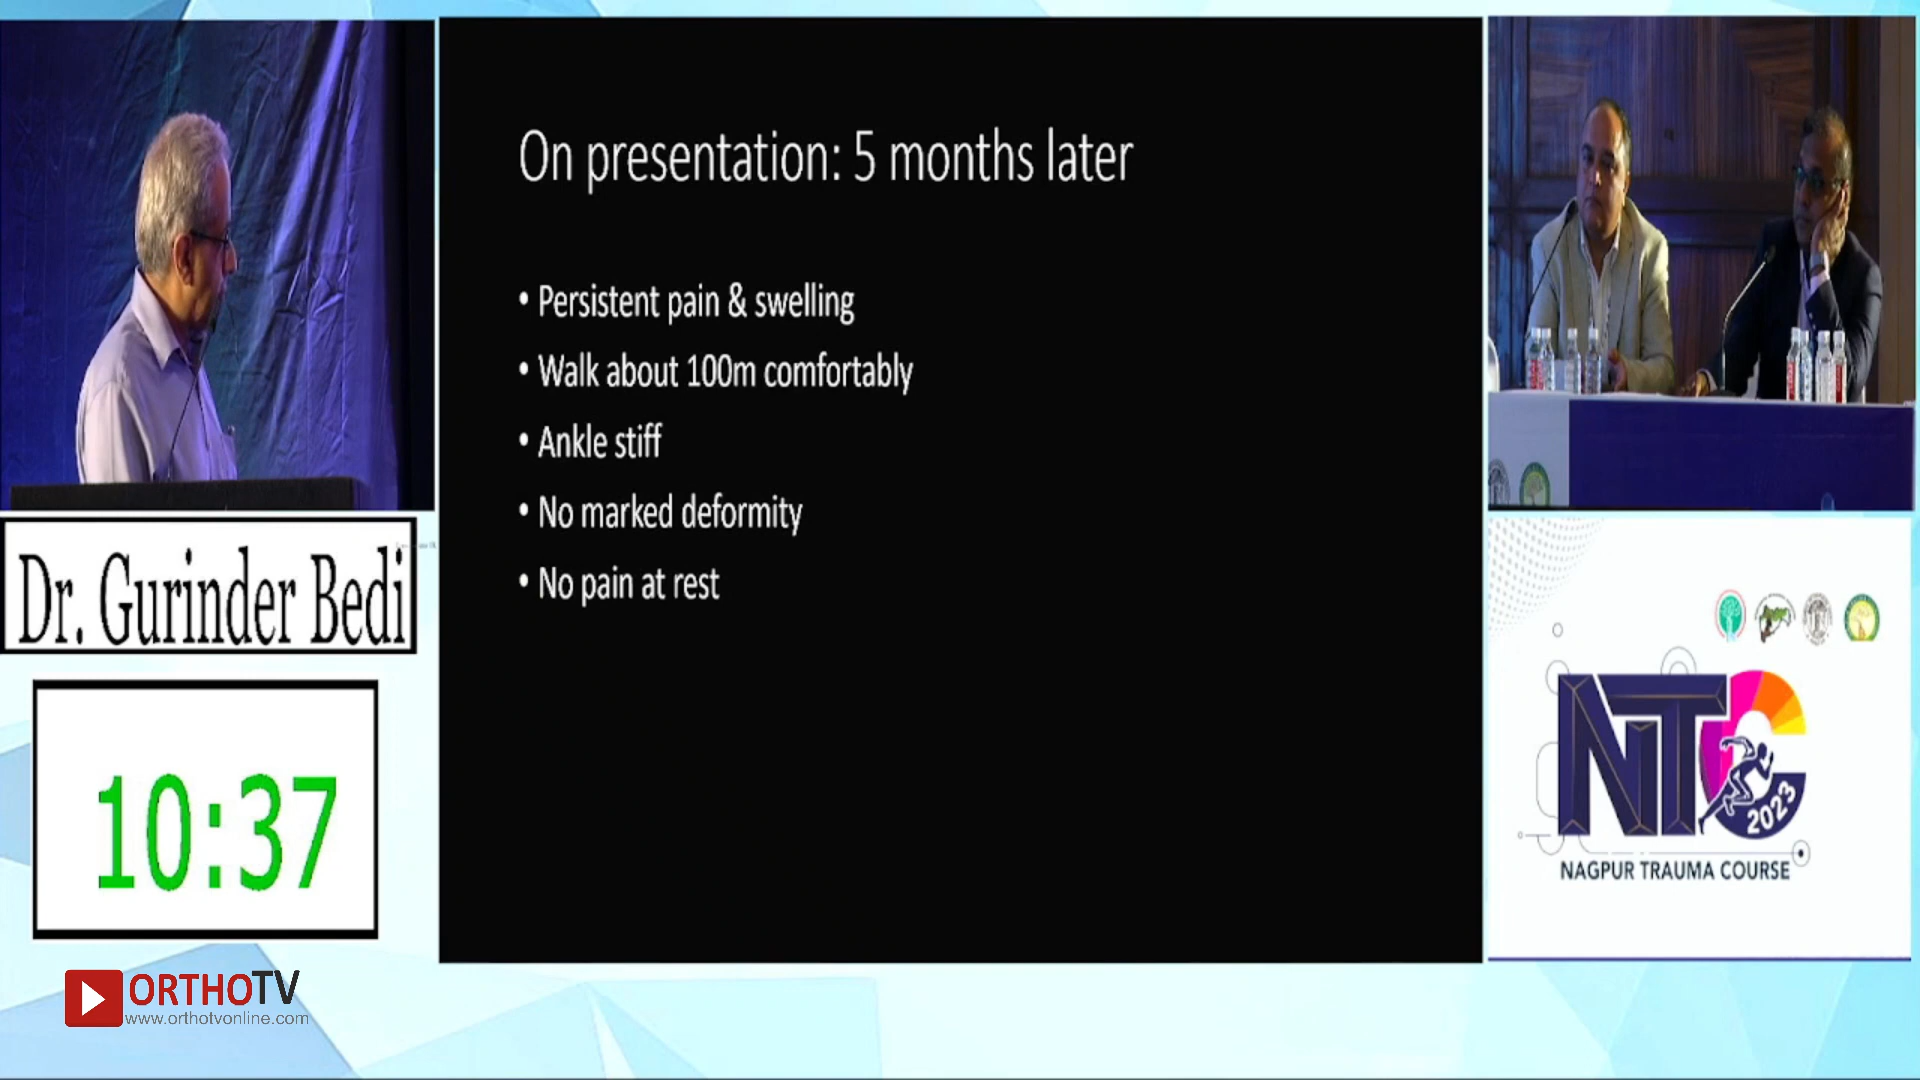 On presentation: 5 months later
• Persistent pain & swelling
• Walk about 100m comfortably
• Ankle stiff
• No marked deformity
• No pain at rest
Dr. Gurinder Bedi
10:37
ORTHOTV
www.orthotvonline.com
NTC
2023
NAGPUR TRAUMA COURSE